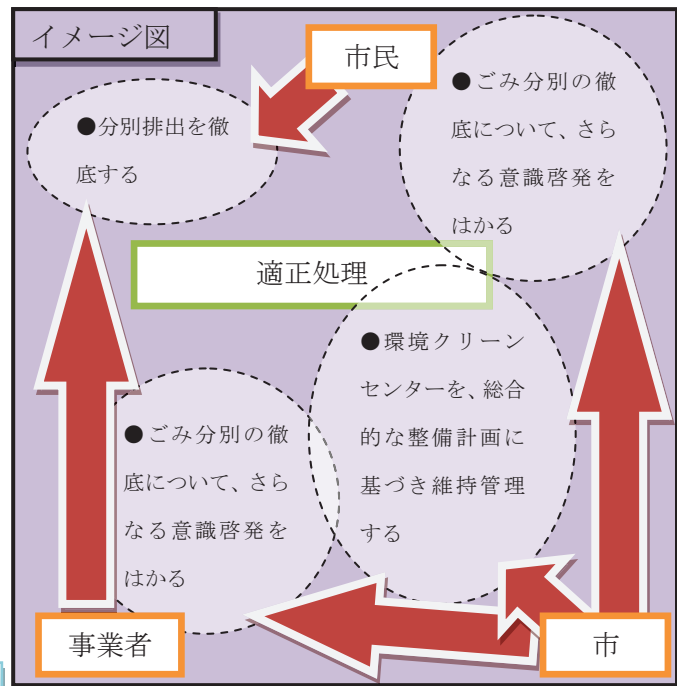 イメージ図
市民
●分別排出を徹
底する
●ごみ分別の徹
底について、さら
なる意識啓発を
はかる
適正処理
●環境クリーン
センターを、総合
的な整備計画に
基づき維持管理
する
●ごみ分別の徹
底について、さら
なる意識啓発を
はかる
事業者
市